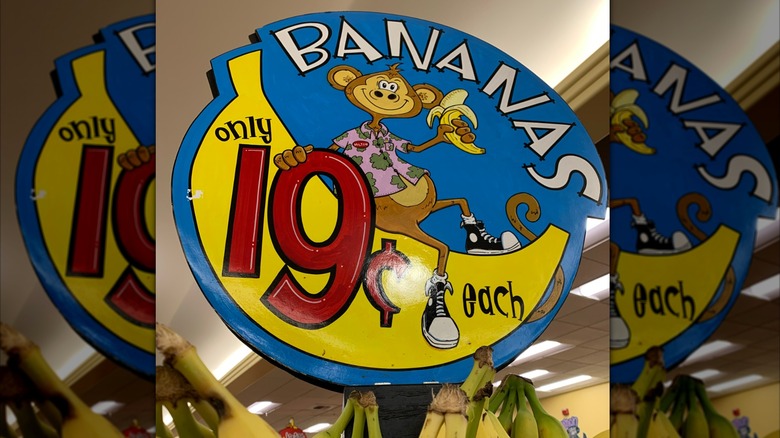 BANANAS
only
19¢
each